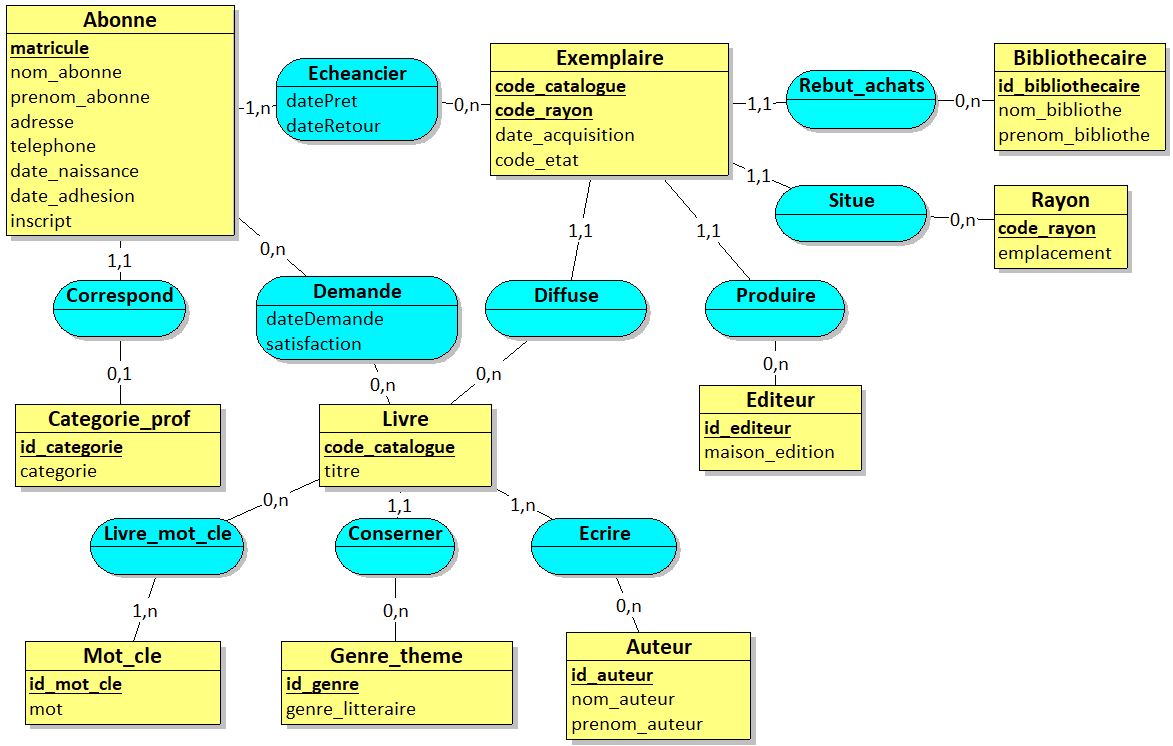 Abonne
matricule
nom_abonne
prenom_abonne
adresse
telephone
date_naissance
date_adhesion
inscript
1,n
Echeancier
datePret
dateRetour
0,n
Exemplaire
code_catalogue
code_rayon
date_acquisition
code_etat
1,1
Rebut_achats
0,n
Bibliothecaire
id_bibliothecaire
nom_bibliothe
prenom_bibliothe
1,1
Situe
0,n
Rayon
code_rayon
emplacement
1,1
0,n
1,1
1,1
Correspond
Demande
dateDemande
satisfaction
Diffuse
Produire
0,1
0,n
0,n
0,n
Categorie_prof
id_categorie
categorie
Livre
code_catalogue
titre
Editeur
id_editeur
maison_edition
0,n
1,1
1,n
Livre_mot_cle
Conserner
Ecrire
1,n
0,n
0,n
Mot_cle
id_mot_cle
mot
Genre_theme
id_genre
genre_litteraire
Auteur
id_auteur
nom_auteur
prenom_auteur